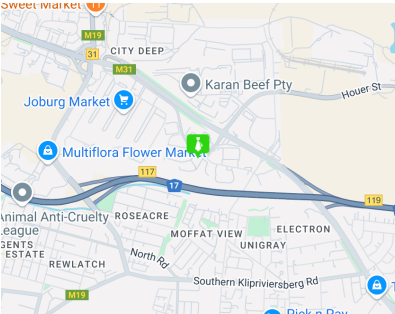 Sweet Market
M19
31
CITY DEEP
M31
Karan Beef Pty
Houer St
Joburg Market
Multiflora Flower Market
117
17
119
Animal Anti-Cruelty
League
ROSEACRE
MOFFAT VIEW
ELECTRON
UNIGRAY
GENTS
ESTATE
REWLATCH
North Rd
Southern Klipriviersberg Rd
M19
Pick n Pay